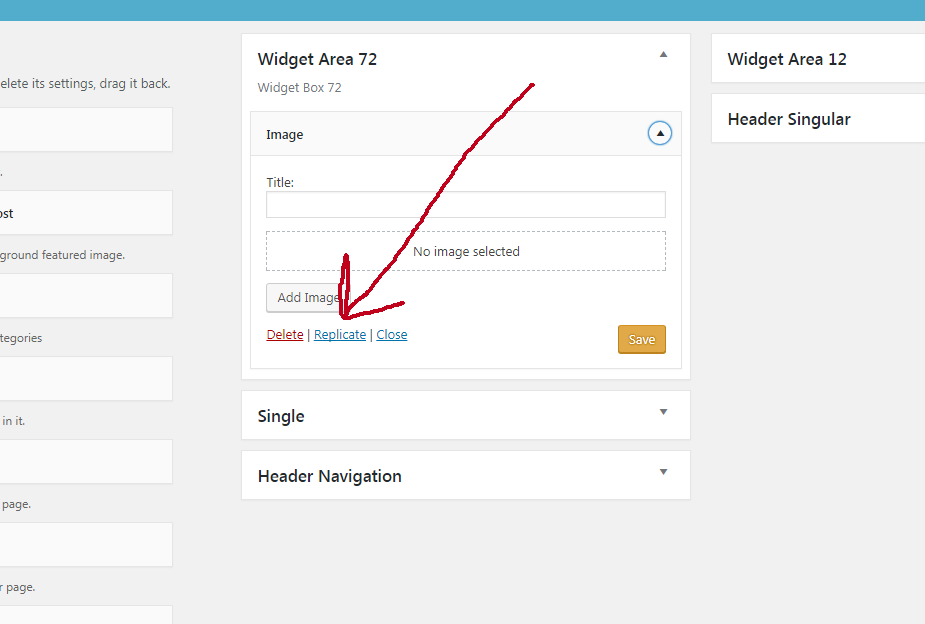 elete its settings, drag it back.
.
ost
ground featured image.
tegories
in it.
page.
r page.
Widget Area 72
Widget Box 72
Image
Title:
No image selected
Add Image
Delete | Replicate | Close
Save
Single
Header Navigation
Widget Area 12
Header Singular